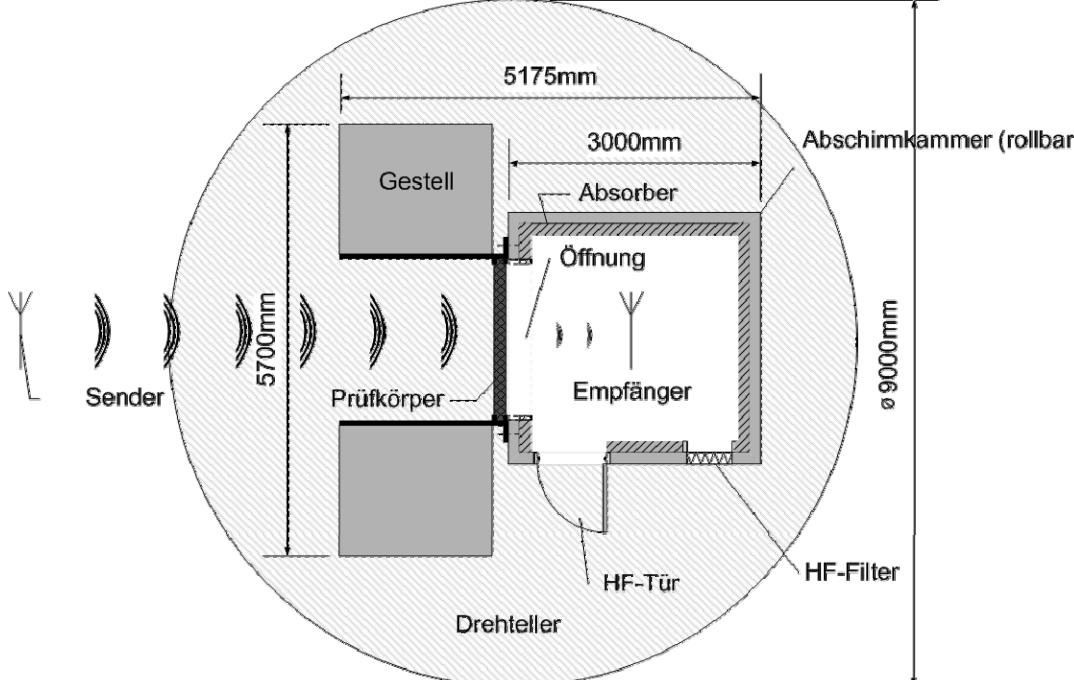 5175mm
3000mm
Abschirmkammer (rollbar
Gestell
Absorber
Öffnung
5700mm
ø 9000mm
Sender
Prüfkörper
Empfänger
HF-Tür
HF-Filter
Drehteller